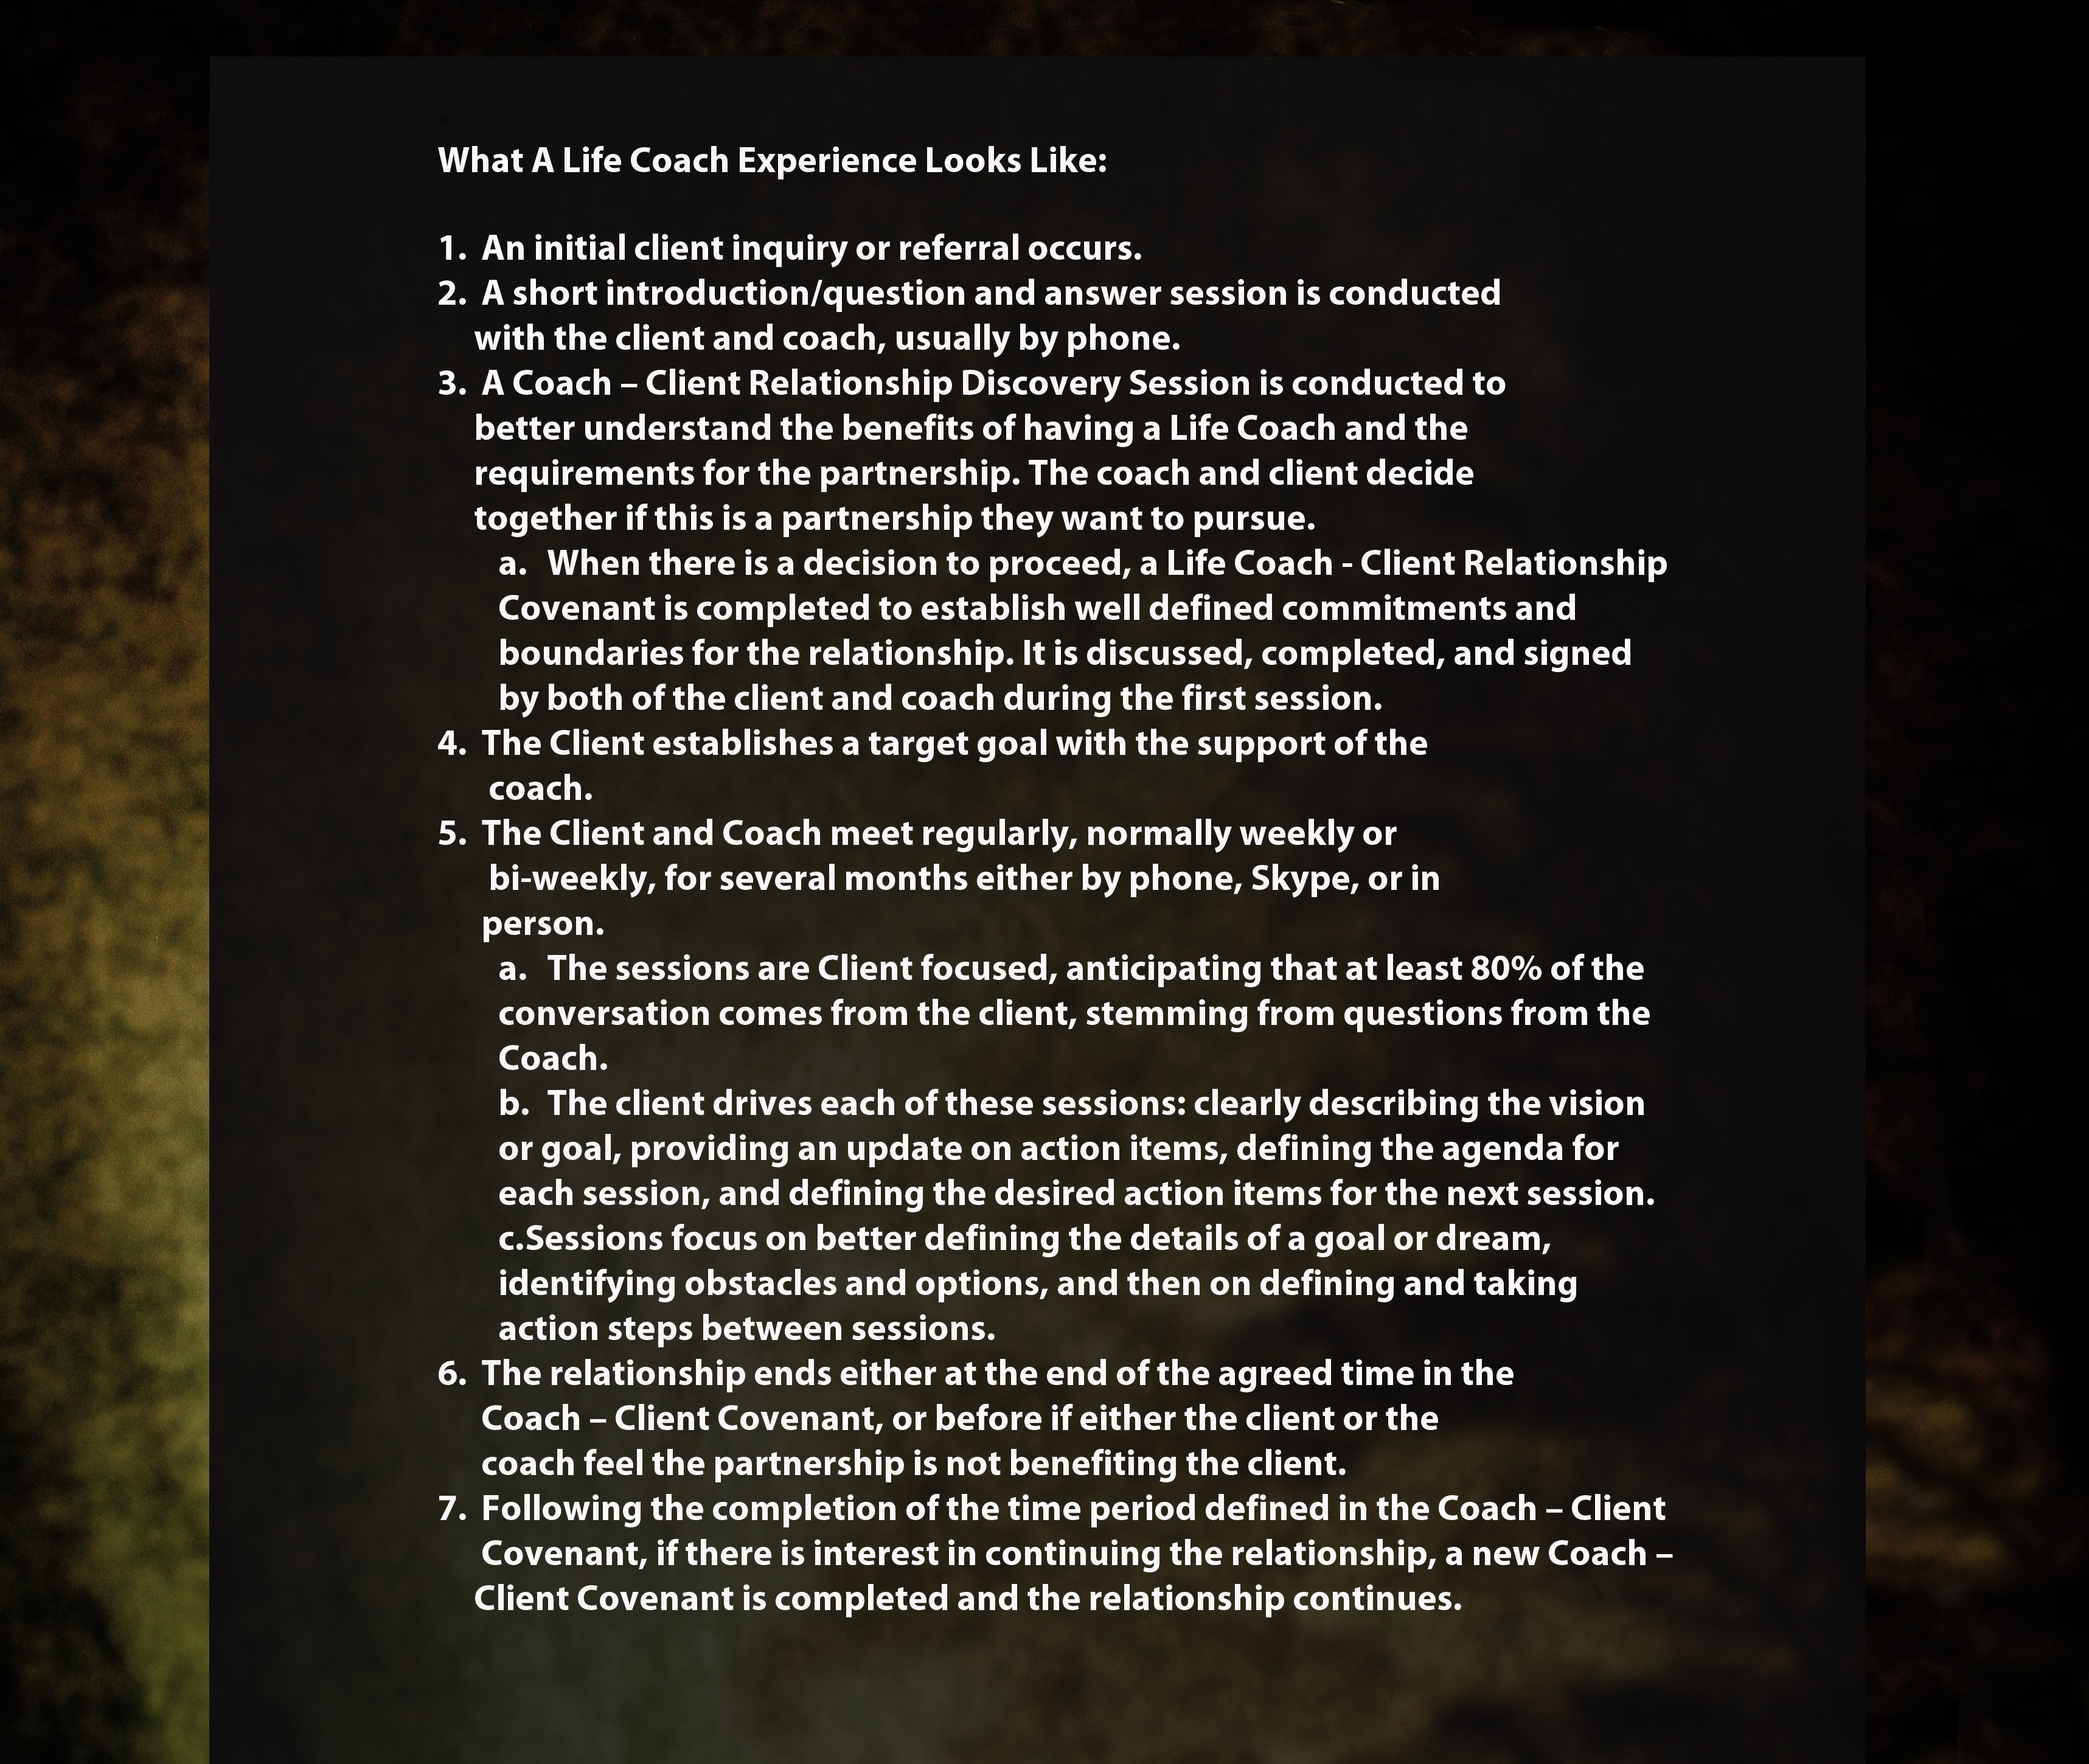 What A Life Coach Experience Looks Like:
1. An initial client inquiry or referral occurs.
2. A short introduction/question and answer session is conducted
with the client and coach, usually by phone.
3. A Coach – Client Relationship Discovery Session is conducted to
better understand the benefits of having a Life Coach and the
requirements for the partnership. The coach and client decide
together if this is a partnership they want to pursue.
a. When there is a decision to proceed, a Life Coach - Client Relationship
Covenant is completed to establish well defined commitments and
boundaries for the relationship. It is discussed, completed, and signed
by both of the client and coach during the first session.
4. The Client establishes a target goal with the support of the
coach.
5. The Client and Coach meet regularly, normally weekly or
bi-weekly, for several months either by phone, Skype, or in
person.
a. The sessions are Client focused, anticipating that at least 80% of the
conversation comes from the client, stemming from questions from the
Coach.
b. The client drives each of these sessions: clearly describing the vision
or goal, providing an update on action items, defining the agenda for
each session, and defining the desired action items for the next session.
c.Sessions focus on better defining the details of a goal or dream,
identifying obstacles and options, and then on defining and taking
action steps between sessions.
6. The relationship ends either at the end of the agreed time in the
Coach – Client Covenant, or before if either the client or the
coach feel the partnership is not benefiting the client.
7. Following the completion of the time period defined in the Coach – Client
Covenant, if there is interest in continuing the relationship, a new Coach –
Client Covenant is completed and the relationship continues.